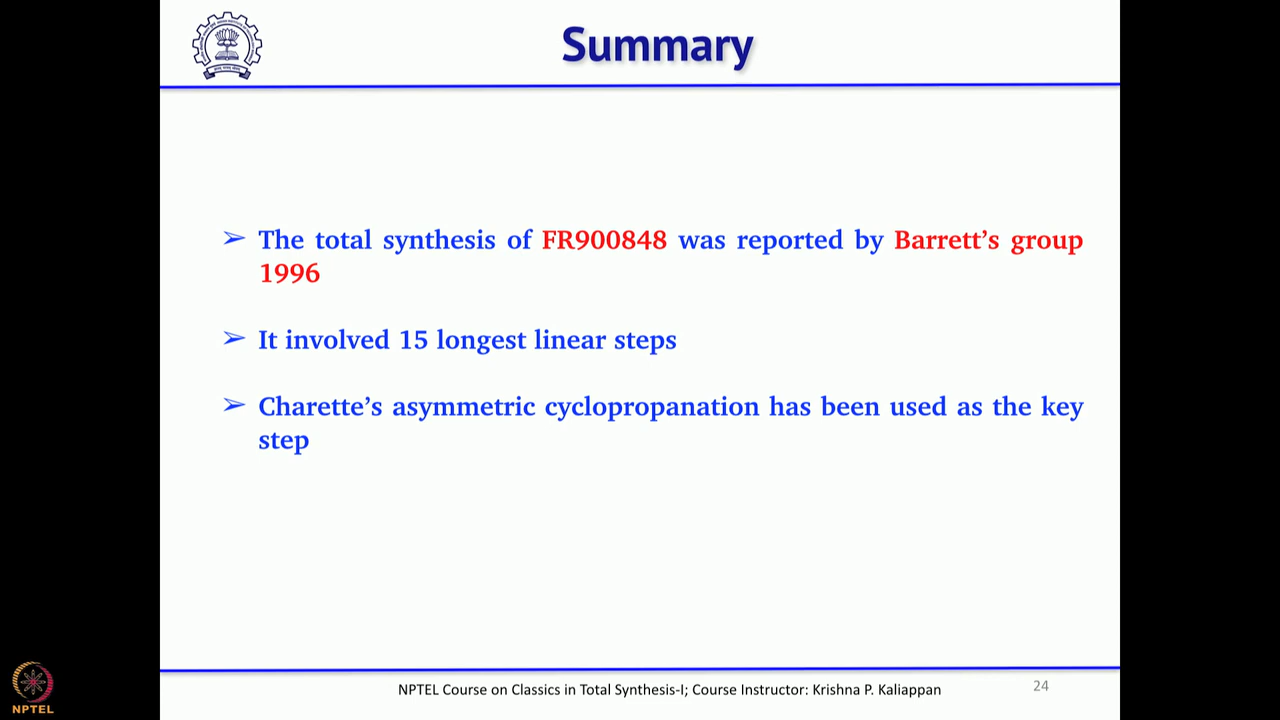 Summary
➢ The total synthesis of FR900848 was reported by Barrett’s group
1996
➢ It involved 15 longest linear steps
➢ Charette’s asymmetric cyclopropanation has been used as the key
step
NPTEL Course on Classics in Total Synthesis-I; Course Instructor: Krishna P. Kaliappan
24
NPTEL